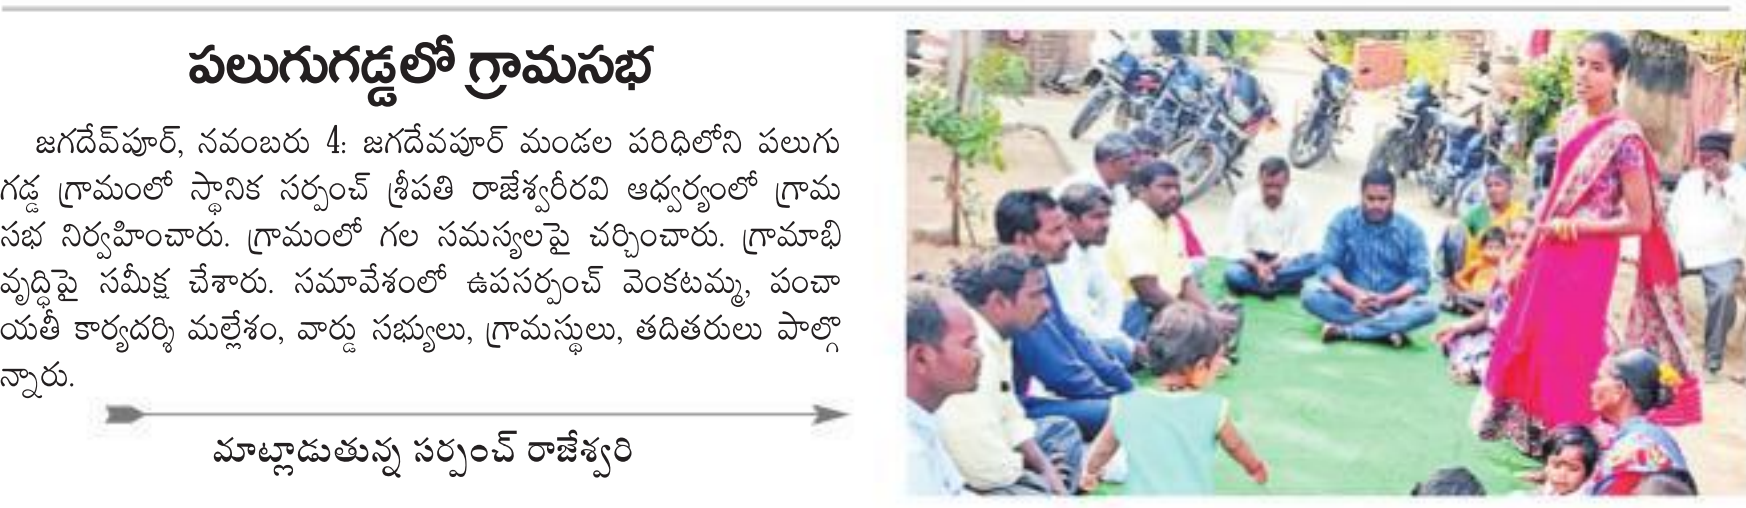 పలుగుగడ్డలో గ్రామసభ
జగదేవ్‌పూర్, నవంబరు 4: జగదేవపూర్ మండల పరిధిలోని పలుగు
గడ్డ గ్రామంలో స్థానిక సర్పంచ్ శ్రీపతి రాజేశ్వరీరవి ఆధ్వర్యంలో గ్రామ
సభ నిర్వహించారు. గ్రామంలో గల సమస్యలపై చర్చించారు. గ్రామాభి
వృద్ధిపై సమీక్ష చేశారు. సమావేశంలో ఉపసర్పంచ్ వెంకటమ్మ, పంచా
యతీ కార్యదర్శి మల్లేశం, వార్డు సభ్యులు, గ్రామస్థులు, తదితరులు పాల్గొ
న్నారు.
మాట్లాడుతున్న సర్పంచ్ రాజేశ్వరి